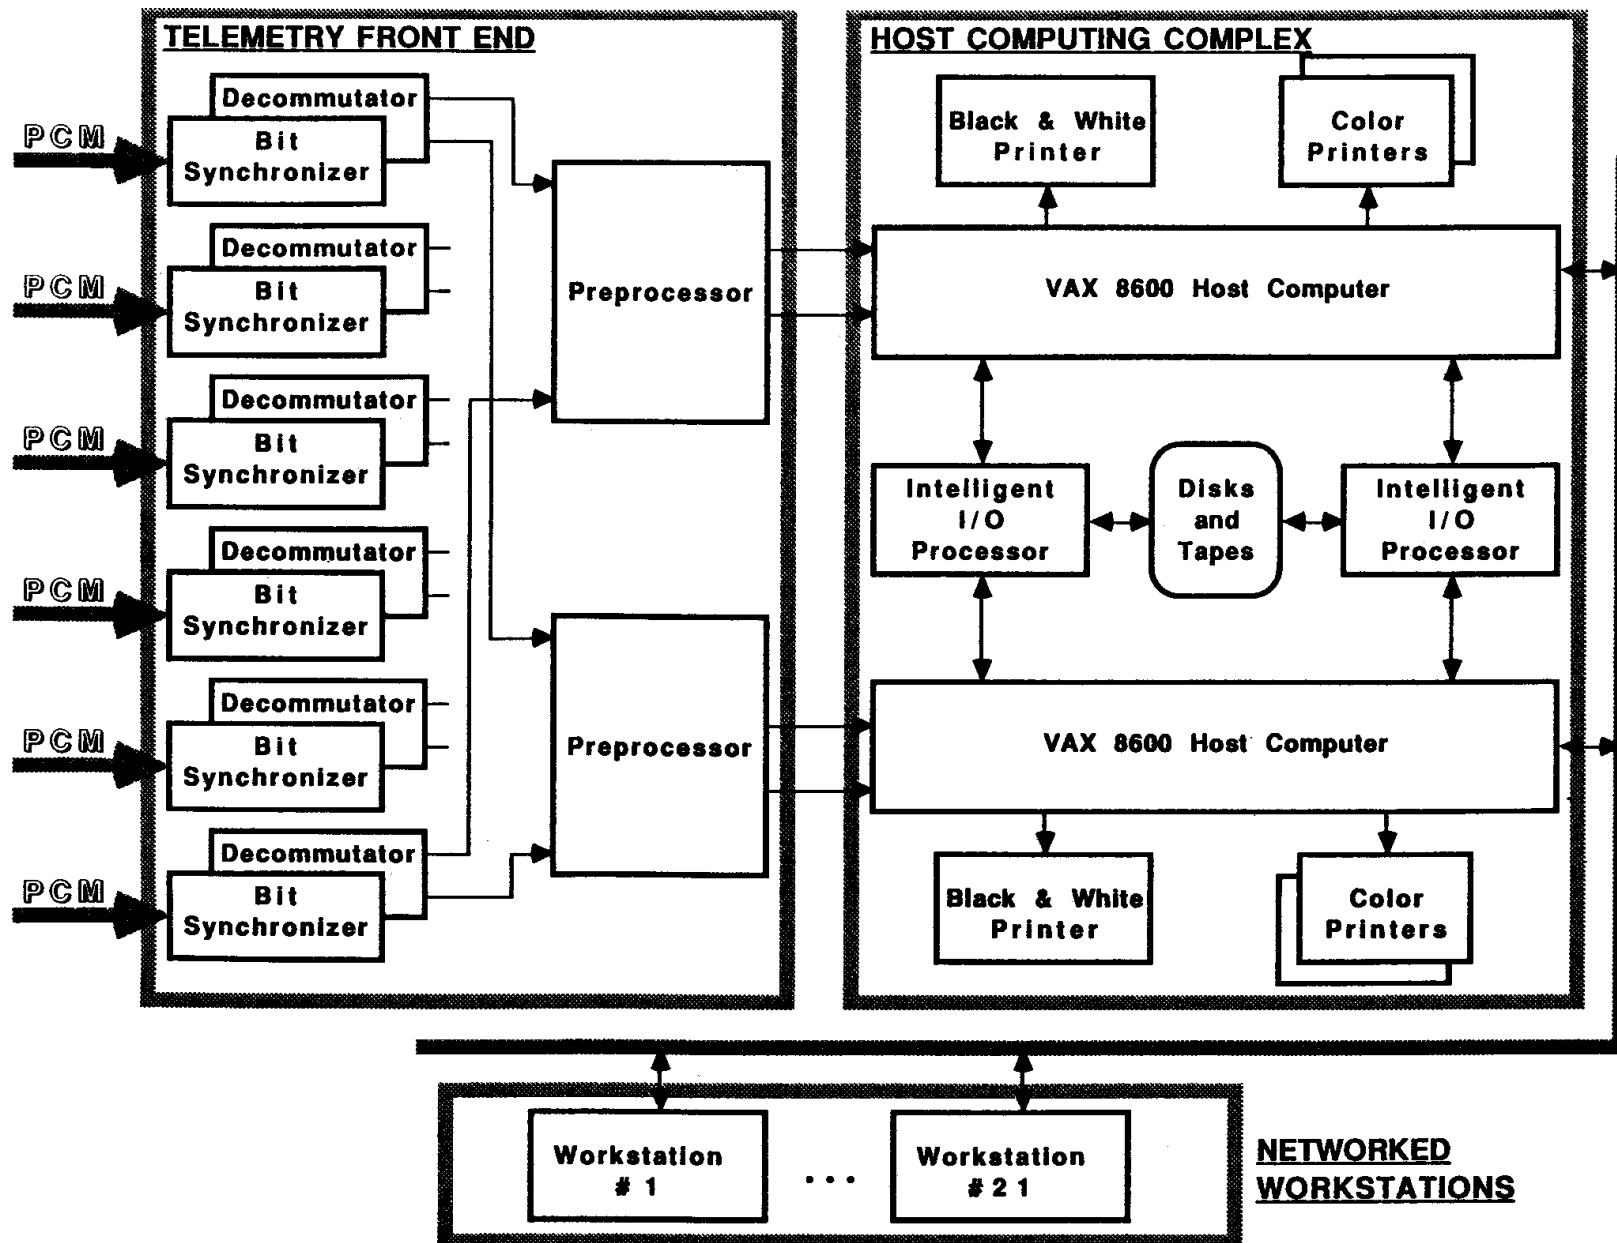 TELEMETRY FRONT END
PCM
Decommutator
Bit
Synchronizer
PCM
Decommutator
Bit
Synchronizer
PCM
Decommutator
Bit
Synchronizer
PCM
Decommutator
Bit
Synchronizer
PCM
Decommutator
Bit
Synchronizer
PCM
Decommutator
Bit
Synchronizer
Preprocessor
Preprocessor
HOST COMPUTING COMPLEX
Black & White
Printer
Color
Printers
VAX 8600 Host Computer
Intelligent
I/O
Processor
Disks
and
Tapes
Intelligent
I/O
Processor
VAX 8600 Host Computer
Black & White
Printer
Color
Printers
Workstation
#1
...
Workstation
#21
NETWORKED
WORKSTATIONS